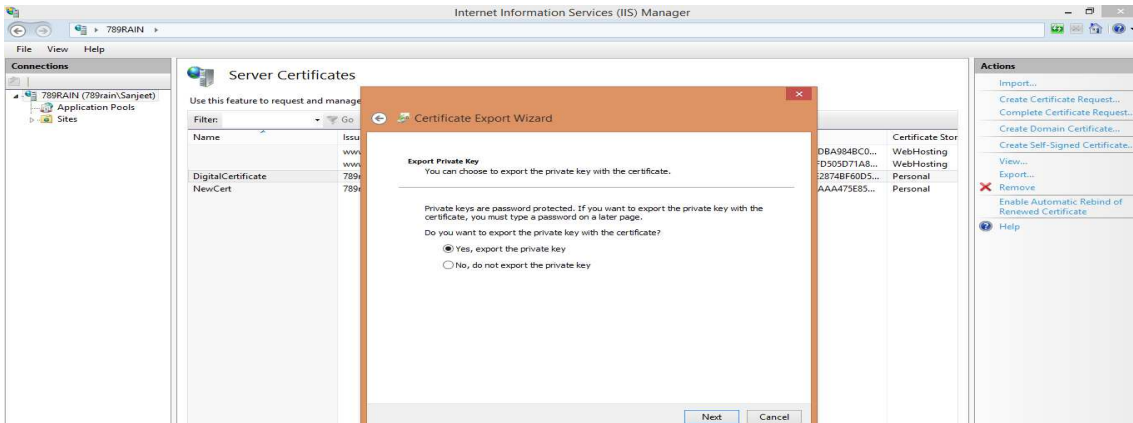 Internet Information Services (IIS) Manager
789RAIN
File View Help
Connections
789RAIN (789rain\Sanjeet)
Application Pools
Sites
Server Certificates
Use this feature to request and manage
Filter: Go
Name Issu Certificate Stor
www DBA984BC0... WebHosting
www FD505D71A8... WebHosting
DigitalCertificate 789r E2874BF60D5... Personal
NewCert 789r AAA475E85... Personal
Certificate Export Wizard
Export Private Key
You can choose to export the private key with the certificate.
Private keys are password protected. If you want to export the private key with the
certificate, you must type a password on a later page.
Do you want to export the private key with the certificate?
Yes, export the private key
No, do not export the private key
Next Cancel
Actions
Import...
Create Certificate Request...
Complete Certificate Request...
Create Domain Certificate...
Create Self-Signed Certificate...
View...
Export...
Remove
Enable Automatic Rebind of
Renewed Certificate
Help